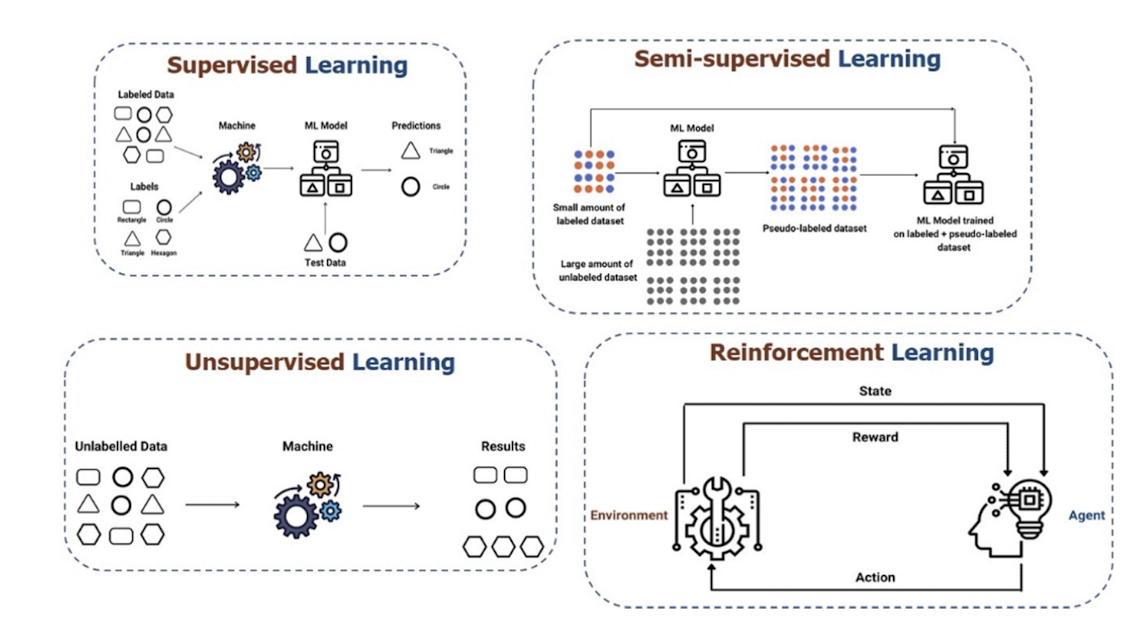 Supervised Learning
Labeled Data
Machine
ML Model
Predictions
Triangle
Circle
Labels
Rectangle
Circle
Triangle
Hexagon
Test Data
Semi-supervised Learning
ML Model
Small amount of
labeled dataset
Pseudo-labeled dataset
ML Model trained
on labeled + pseudo-labeled
dataset
Large amount of
unlabeled dataset
Unsupervised Learning
Unlabelled Data
Machine
Results
Reinforcement Learning
State
Reward
Environment
Agent
Action